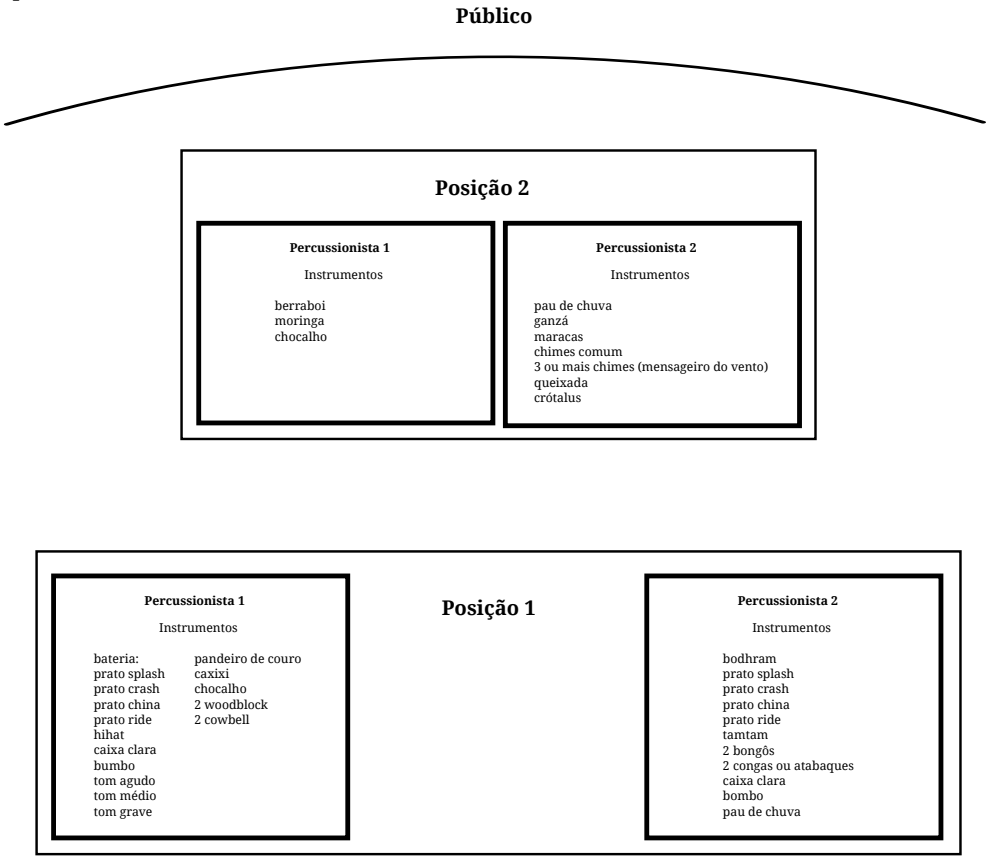 Público
Posição 2
Percussionista 1
Instrumentos
berraboi
moringa
chocalho
Percussionista 2
Instrumentos
pau de chuva
ganzá
maracas
chimes comum
3 ou mais chimes (mensageiro do vento)
queixada
crótalus
Posição 1
Percussionista 1
Instrumentos
bateria:
prato splash
prato crash
prato china
prato ride
hihat
caixa clara
bumbo
tom agudo
tom médio
tom grave
pandeiro de couro
caxixi
chocalho
2 woodblock
2 cowbell
Percussionista 2
Instrumentos
bodhram
prato splash
prato crash
prato china
prato ride
tamtam
2 bongôs
2 congas ou atabaques
caixa clara
bombo
pau de chuva